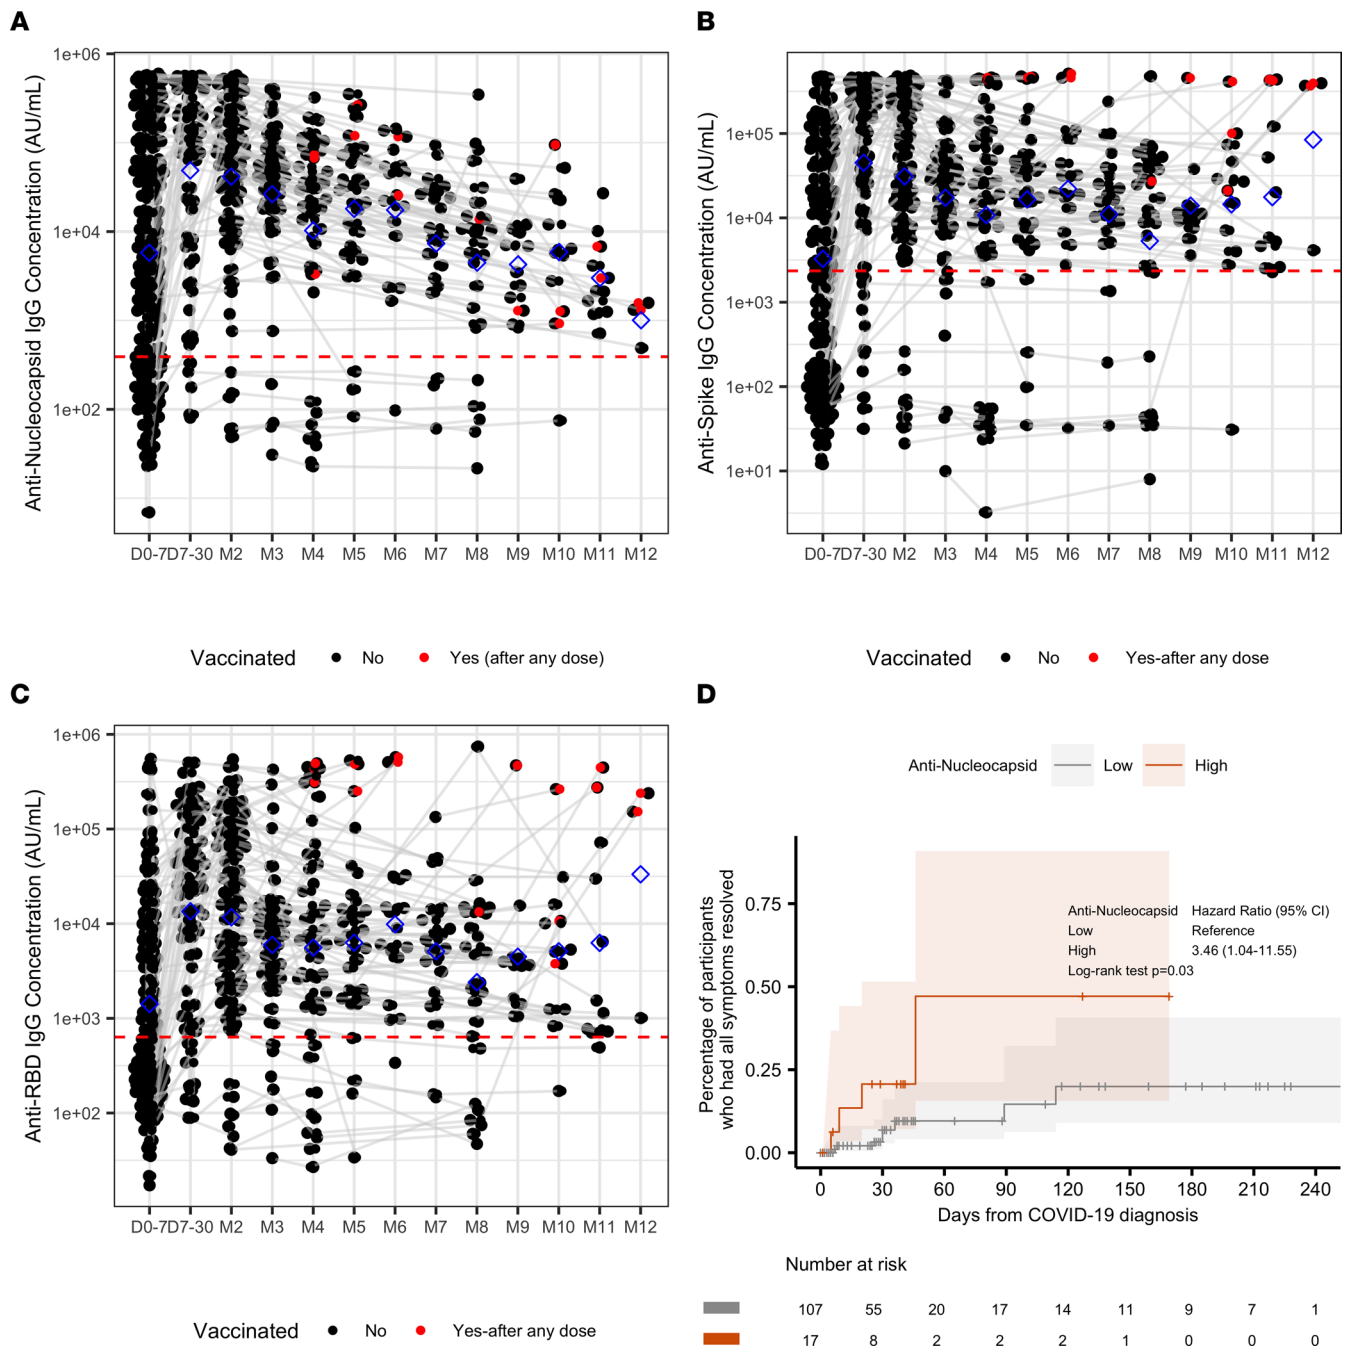 A
Anti-Nucleocapsid IgG Concentration (AU/mL)
1e+06
1e+04
1e+02
D0-7 D7-30 M2 M3 M4 M5 M6 M7 M8 M9 M10 M11 M12
Vaccinated No Yes (after any dose)
B
Anti-Spike IgG Concentration (AU/mL)
1e+05
1e+04
1e+03
1e+02
1e+01
D0-7 D7-30 M2 M3 M4 M5 M6 M7 M8 M9 M10 M11 M12
Vaccinated No Yes-after any dose
C
Anti-RBD IgG Concentration (AU/mL)
1e+06
1e+05
1e+04
1e+03
1e+02
D0-7 D7-30 M2 M3 M4 M5 M6 M7 M8 M9 M10 M11 M12
Vaccinated No Yes-after any dose
D
Anti-Nucleocapsid Low High
Percentage of participants
who had all symptoms resolved
0.75
0.50
0.25
0.00
Anti-Nucleocapsid Hazard Ratio (95% CI)
Low Reference
High 3.46 (1.04-11.55)
Log-rank test p=0.03
0 30 60 90 120 150 180 210 240
Days from COVID-19 diagnosis
Number at risk
107 55 20 17 14 11 9 7 1
17 8 2 2 2 1 0 0 0